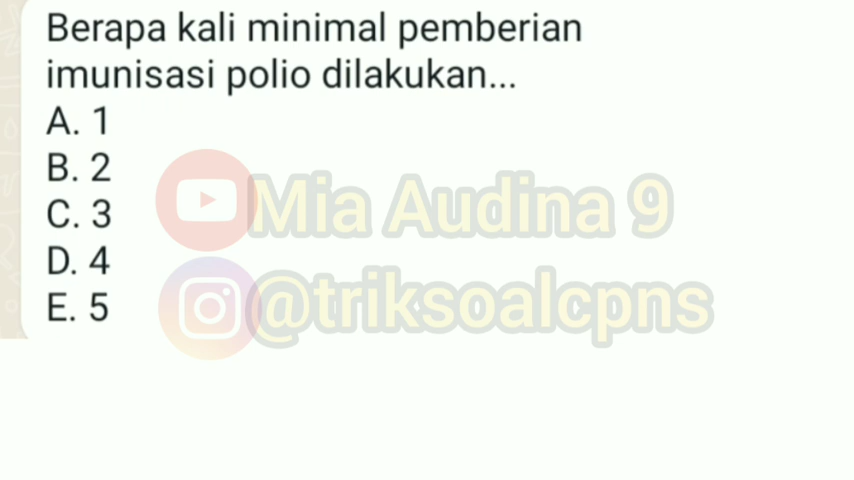 Berapa kali minimal pemberian
imunisasi polio dilakukan...
A. 1
B. 2
C. 3
D. 4
E. 5
Mia Audina 9
@triksoalcpns